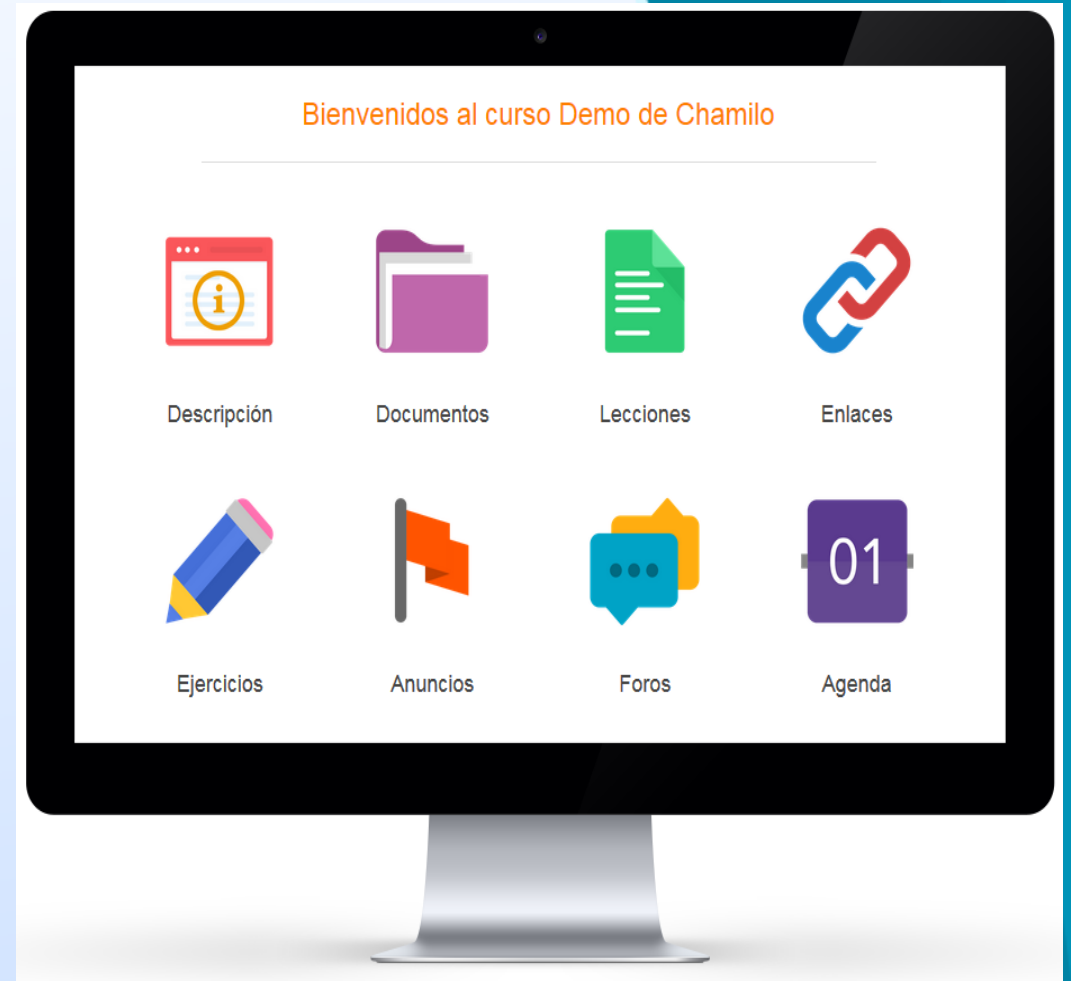 Bienvenidos al curso Demo de Chamilo
Descripción
Documentos
Lecciones
Enlaces
01
Ejercicios
Anuncios
Foros
Agenda